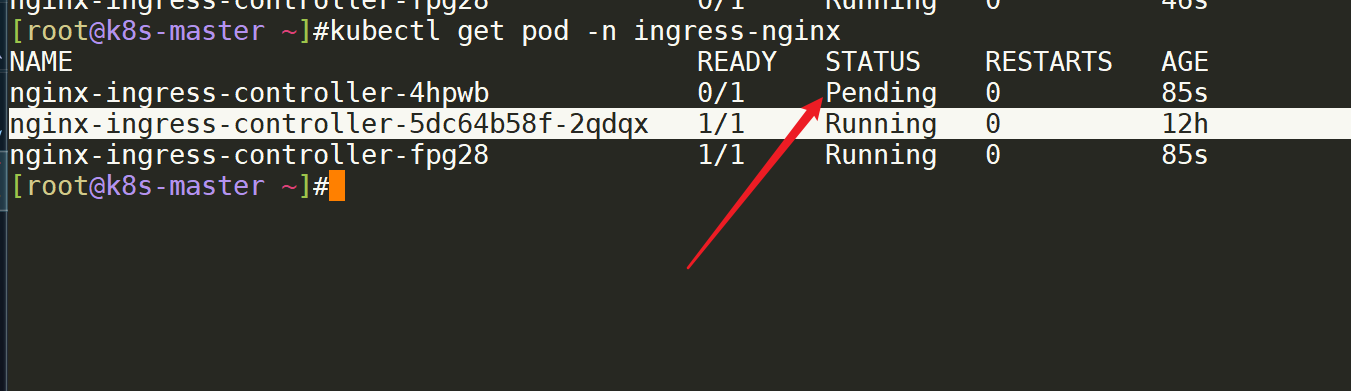 nginx-ingress-controller-fpg28 0/1 Running 0 46s
[root@k8s-master ~]#kubectl get pod -n ingress-nginx
NAME READY STATUS RESTARTS AGE
nginx-ingress-controller-4hpwb 0/1 Pending 0 85s
nginx-ingress-controller-5dc64b58f-2qdqx 1/1 Running 0 12h
nginx-ingress-controller-fpg28 1/1 Running 0 85s
[root@k8s-master ~]#